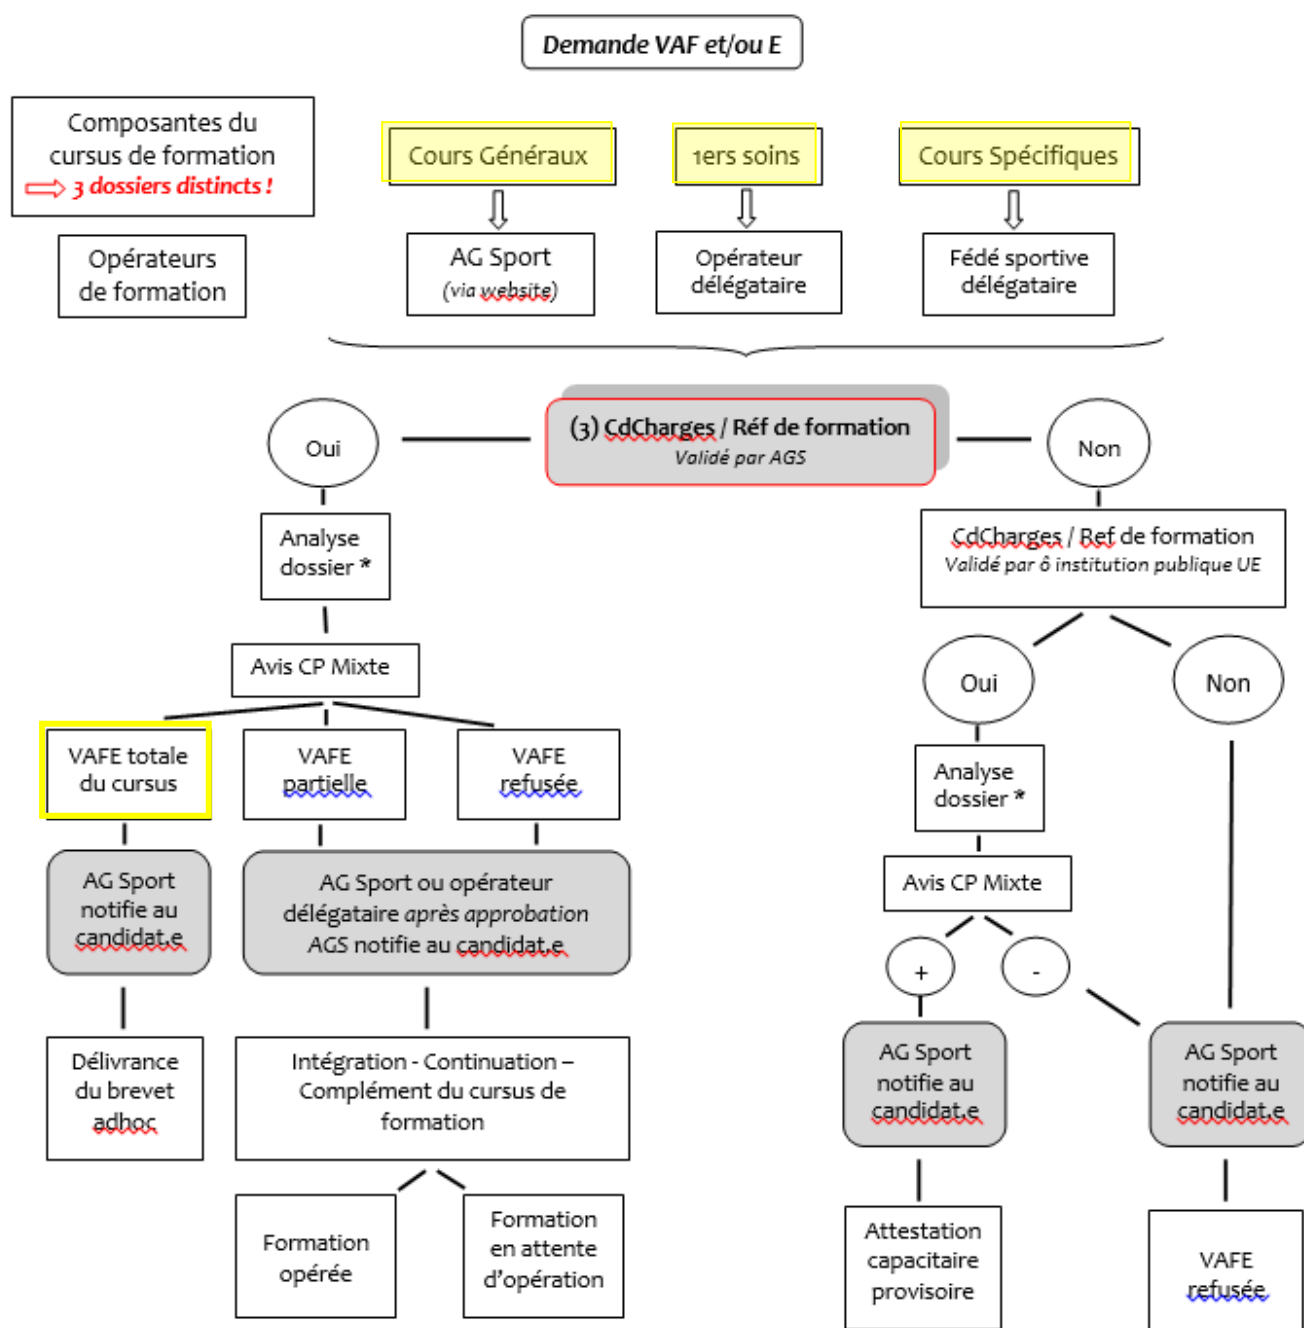 Demande VAF et/ou E
Composantes du
cursus de formation
3 dossiers distincts !
Cours Généraux
1ers soins
Cours Spécifiques
Opérateurs
de formation
AG Sport
(via website)
Opérateur
délégataire
Fédé sportive
délégataire
(3) CdCharges / Réf de formation
Validé par AGS
Oui
Non
Analyse
dossier *
CdCharges / Ref de formation
Validé par ô institution publique UE
Avis CP Mixte
Oui
Non
VAFE totale
du cursus
VAFE
partielle
VAFE
refusée
Analyse
dossier *
AG Sport
notifie au
candidat.e
AG Sport ou opérateur
délégataire après approbation
AGS notifie au candidat.e
Avis CP Mixte
+
-
Délivrance
du brevet
adhoc
Intégration - Continuation –
Complément du cursus de
formation
AG Sport
notifie au
candidat.e
AG Sport
notifie au
candidat.e
Formation
opérée
Formation
en attente
d'opération
Attestation
capacitaire
provisoire
VAFE
refusée